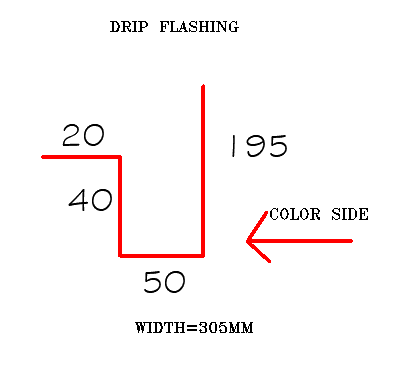 DRIP FLASHING
20
195
40
COLOR SIDE
50
WIDTH=305MM